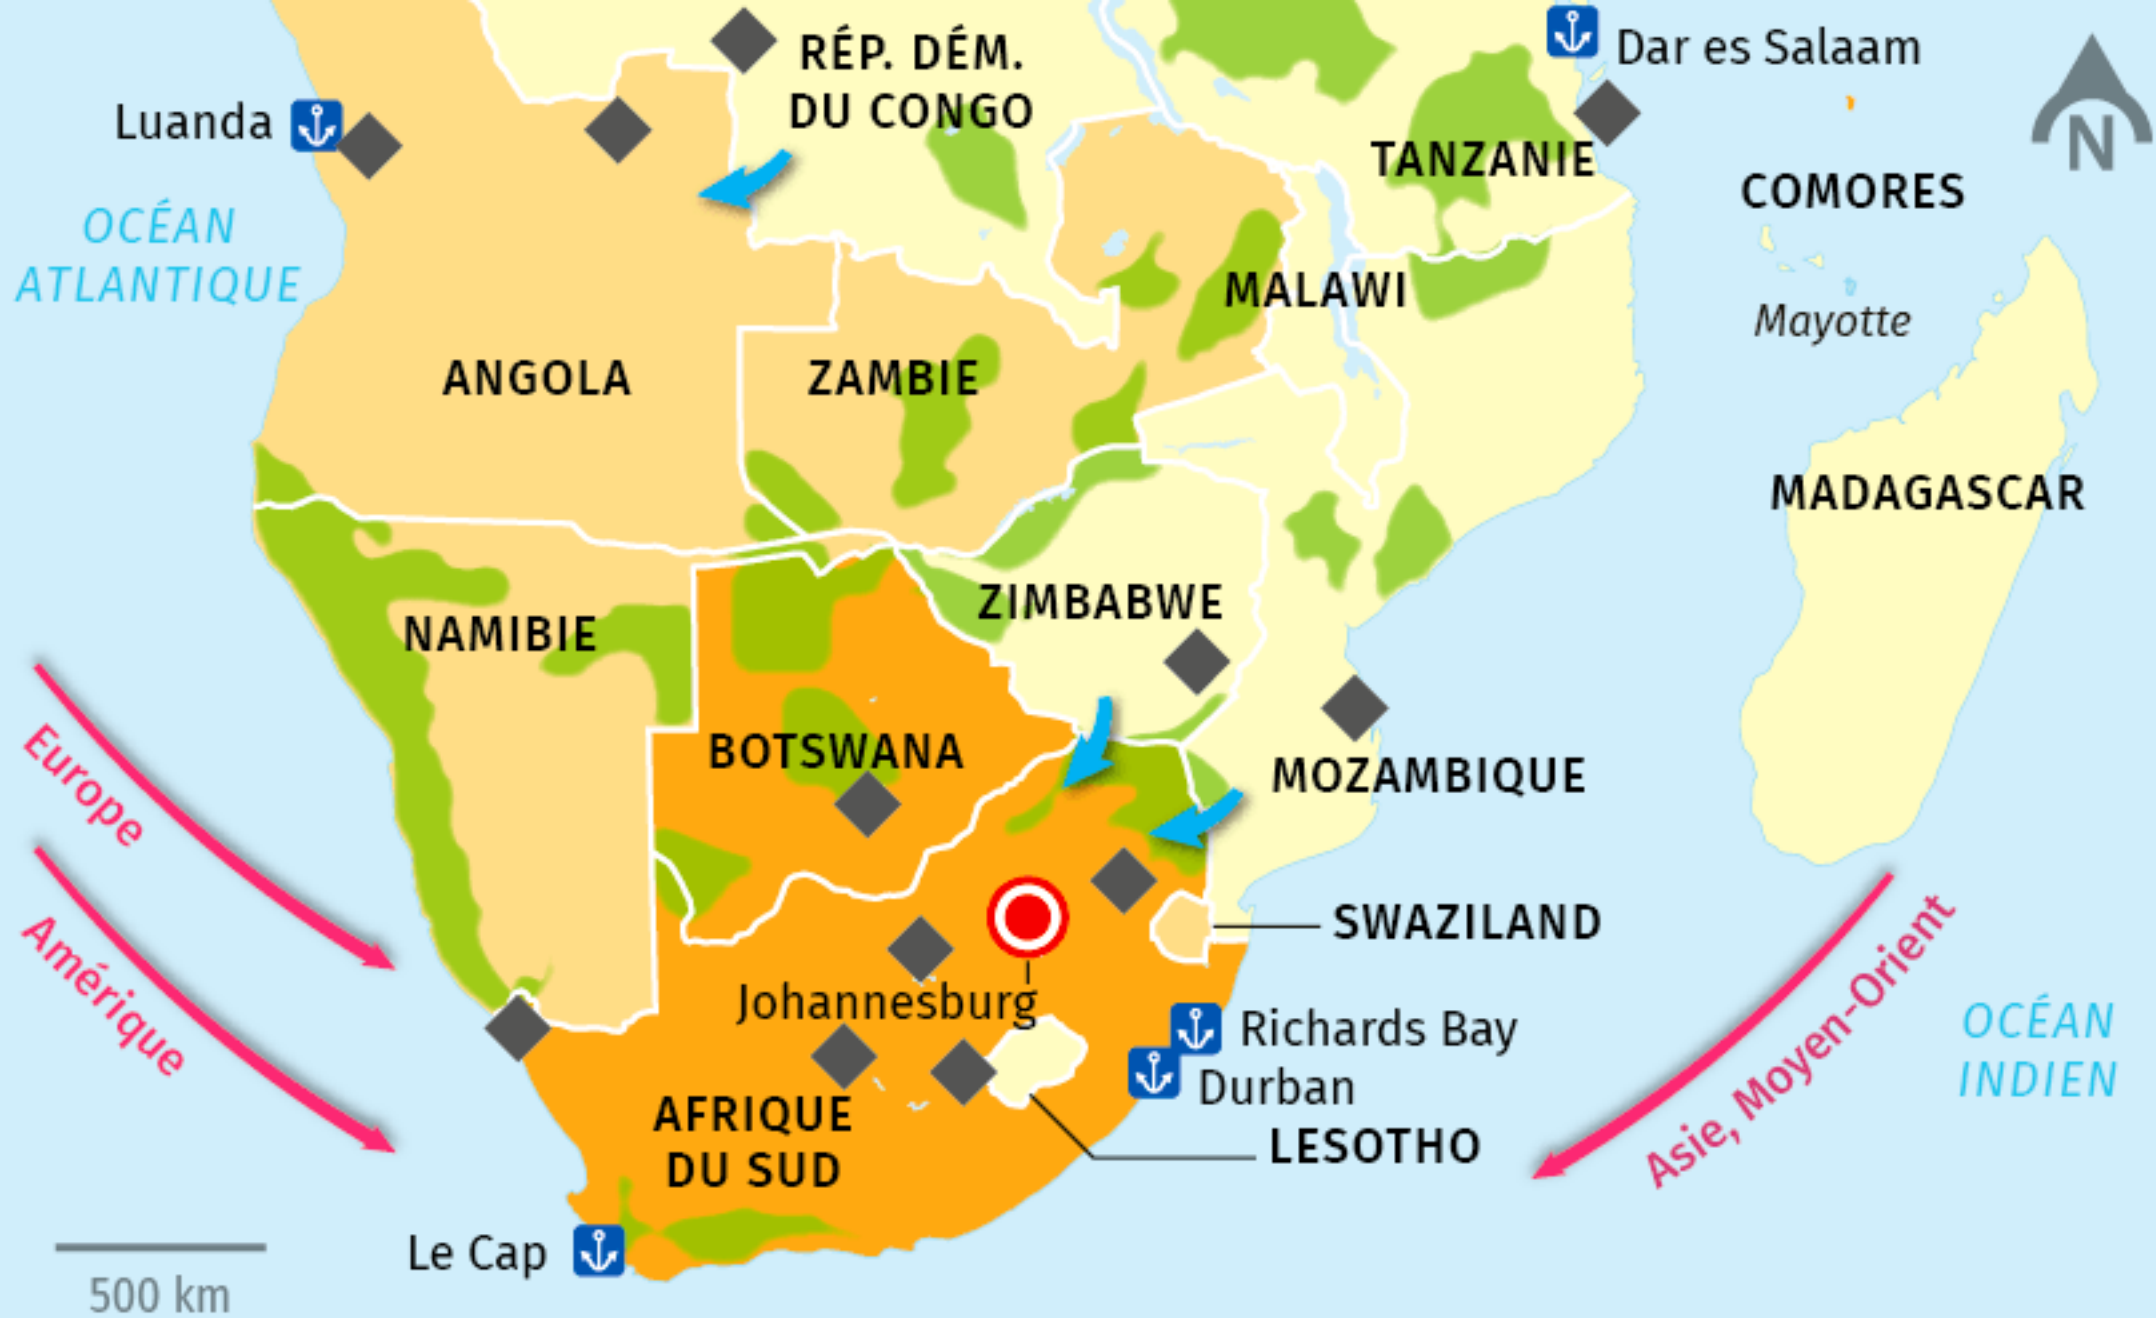 RÉP. DÉM.
DU CONGO
Dar es Salaam
Luanda
TANZANIE
N
COMORES
OCÉAN
ATLANTIQUE
MALAWI
Mayotte
ANGOLA
ZAMBIE
MADAGASCAR
ZIMBABWE
NAMIBIE
BOTSWANA
MOZAMBIQUE
Europe
Amérique
SWAZILAND
Johannesburg
Richards Bay
Durban
Asie, Moyen-Orient
OCÉAN
INDIEN
AFRIQUE
DU SUD
LESOTHO
Le Cap
500 km